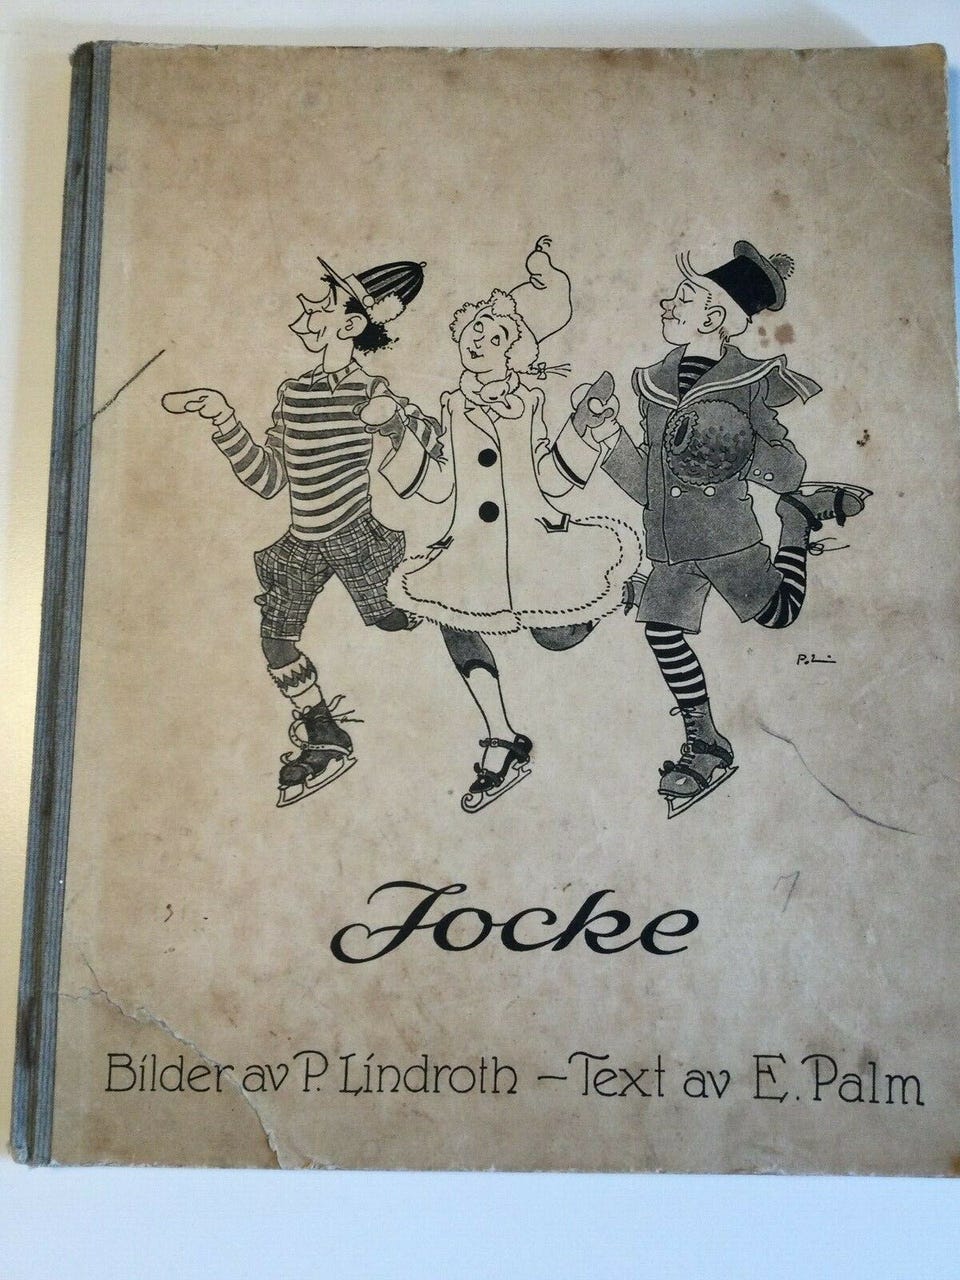 P.L
Jocke
Bilder av P. Lindroth – Text av E. Palm